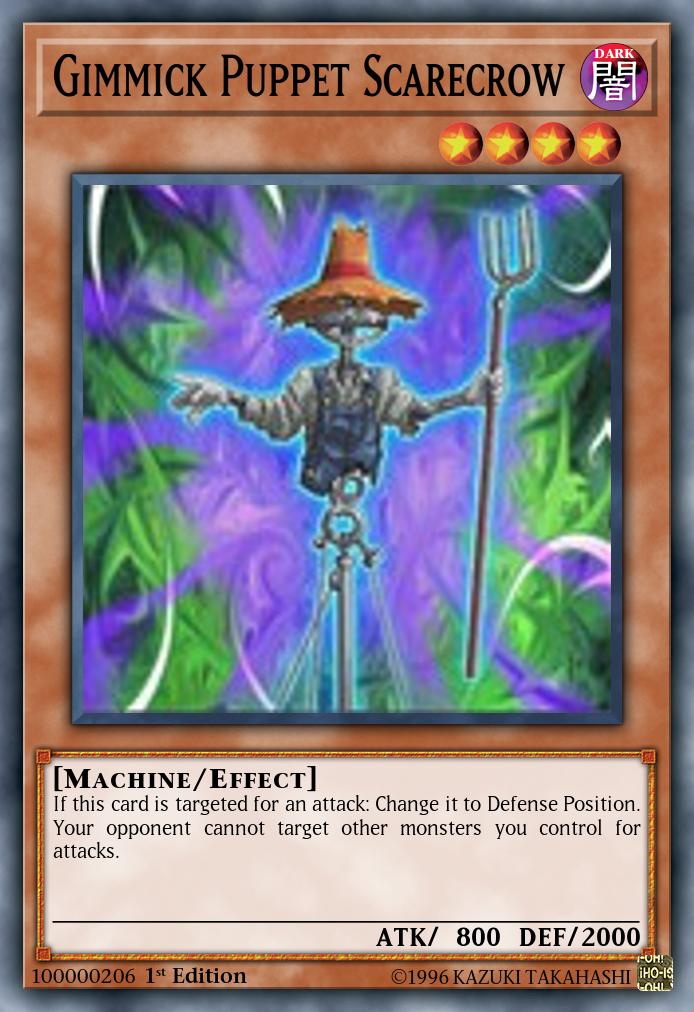 Gimmick Puppet Scarecrow
DARK
闇
[Machine/Effect]
If this card is targeted for an attack: Change it to Defense Position.
Your opponent cannot target other monsters you control for
attacks.
ATK/ 800 DEF/2000
100000206 1st Edition ©1996 KAZUKI TAKAHASHI